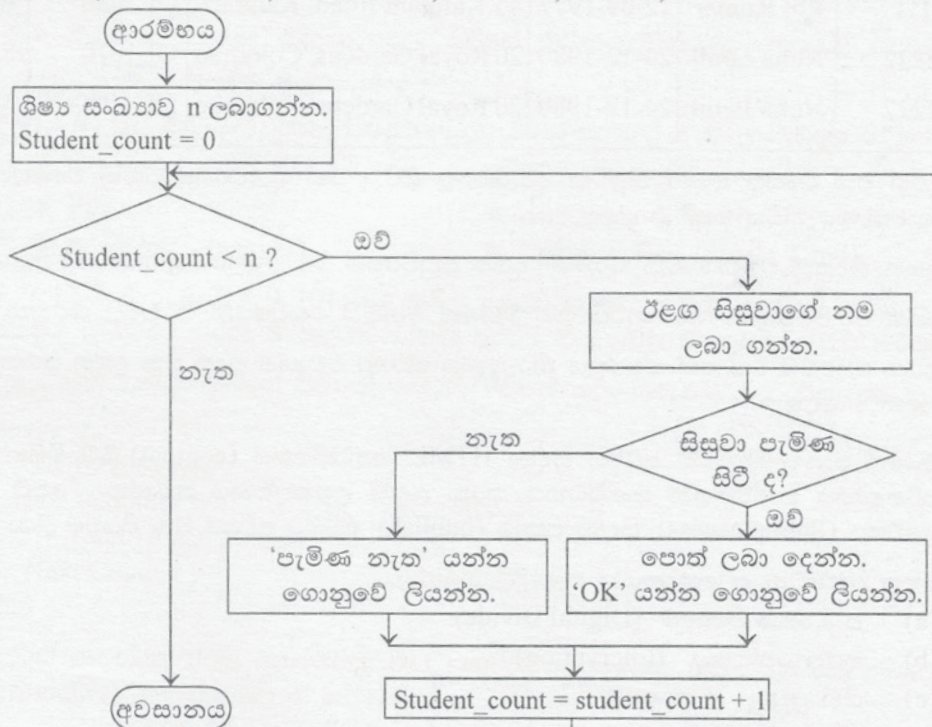 ආරම්භය
ශිෂ්‍ය සංඛ්‍යාව n ලබාගන්න.
Student_count = 0
Student_count < n ?
ඔව්
ඊළඟ සිසුවාගේ නම
ලබා ගන්න.
නැත
සිසුවා පැමිණ
සිටී ද?
නැත
ඔව්
'පැමිණ නැත' යන්න
ගොනුවේ ලියන්න.
පොත් ලබා දෙන්න.
'OK' යන්න ගොනුවේ ලියන්න.
Student_count = student_count + 1
අවසානය